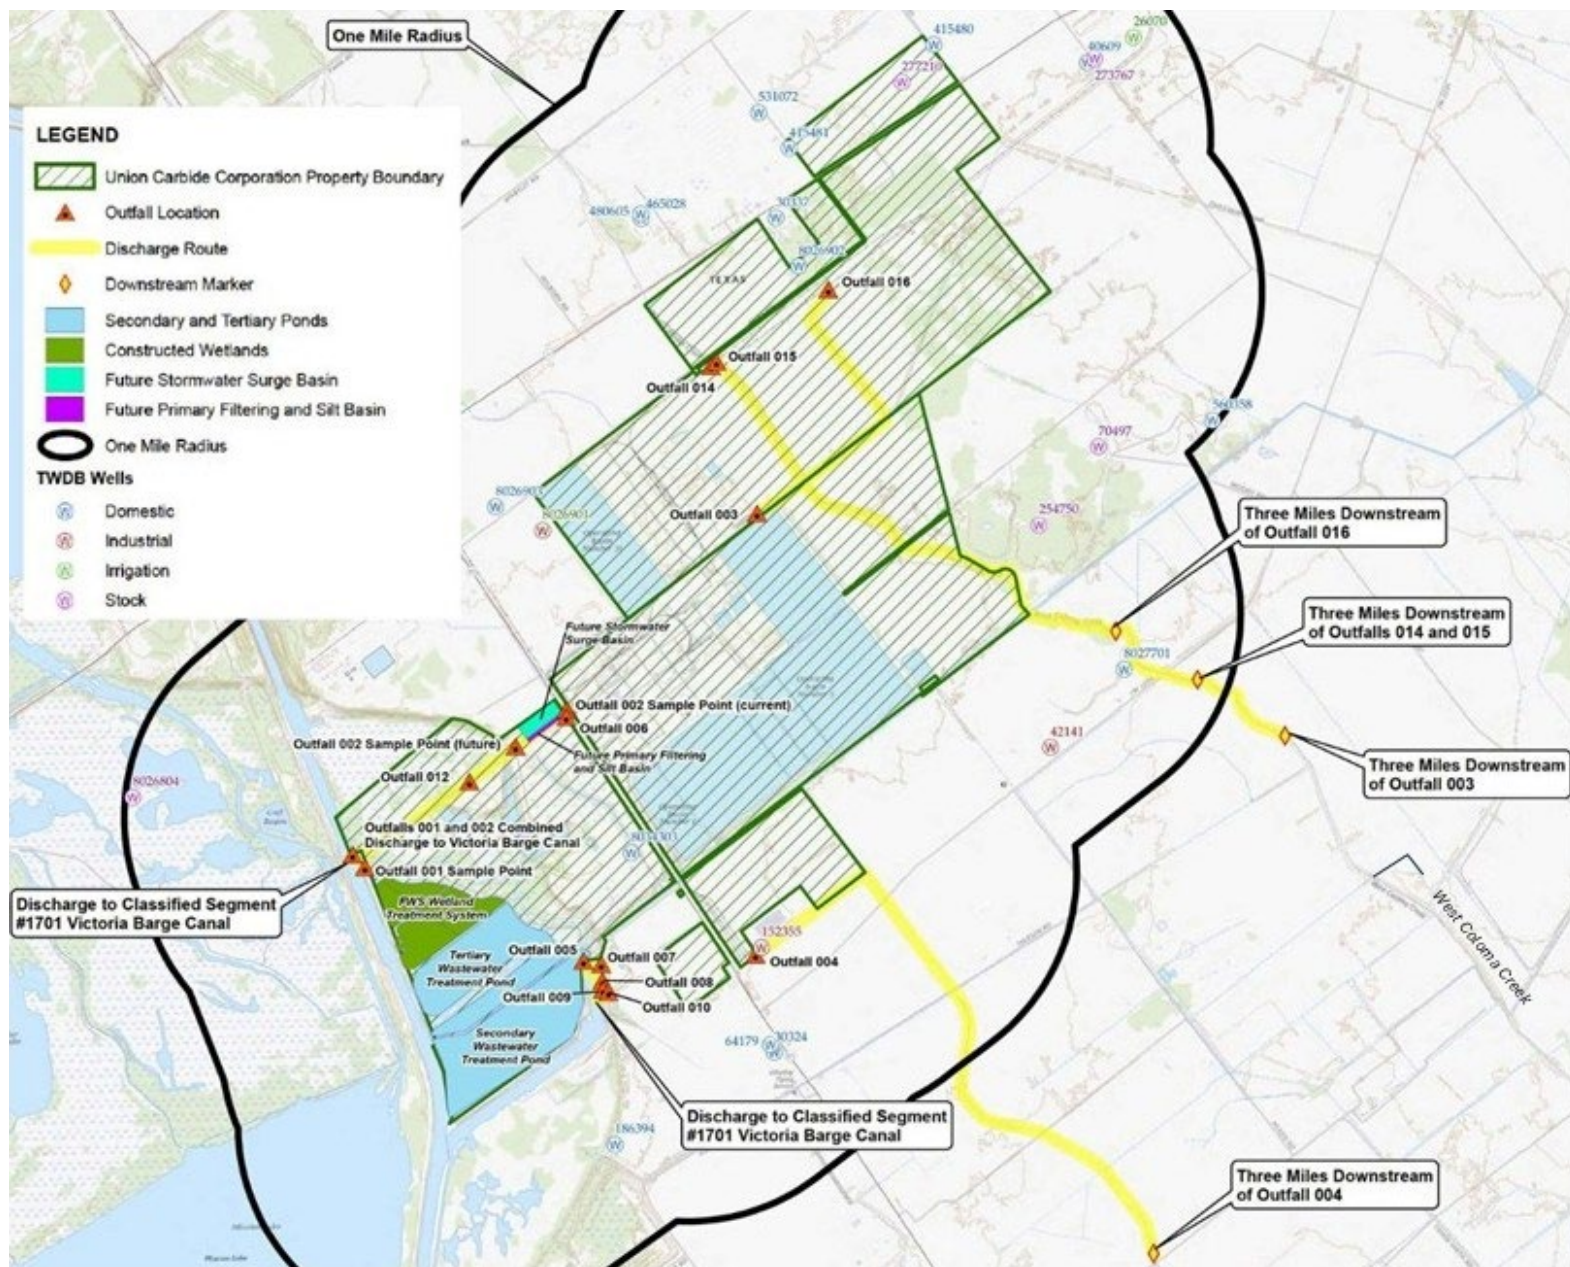 One Mile Radius
415480
26070
40609
277210
273767
531072
415481
LEGEND
Union Carbide Corporation Property Boundary
Outfall Location
Discharge Route
Downstream Marker
Secondary and Tertiary Ponds
Constructed Wetlands
Future Stormwater Surge Basin
Future Primary Filtering and Silt Basin
One Mile Radius
TWDB Wells
Domestic
Industrial
Irrigation
Stock
480605
465028
30337
8026902
TEXAS
Outfall 016
Outfall 015
Outfall 014
560358
70497
8026903
8026901
Outfall 003
254750
Three Miles Downstream
of Outfall 016
Three Miles Downstream
of Outfalls 014 and 015
8027701
Future Stormwater
Surge Basin
Outfall 002 Sample Point (current)
Outfall 006
Outfall 002 Sample Point (future)
Future Primary Filtering
and Silt Basin
42141
Three Miles Downstream
of Outfall 003
Outfall 012
8026804
Outfalls 001 and 002 Combined
Discharge to Victoria Barge Canal
8034303
Outfall 001 Sample Point
Discharge to Classified Segment
#1701 Victoria Barge Canal
PWS Wetland
Treatment System
West Coloma Creek
152355
Outfall 004
Outfall 005
Outfall 007
Tertiary
Wastewater
Treatment Pond
Outfall 008
Outfall 009
Outfall 010
Secondary
Wastewater
Treatment Pond
64179
30324
Discharge to Classified Segment
#1701 Victoria Barge Canal
186394
Three Miles Downstream
of Outfall 004